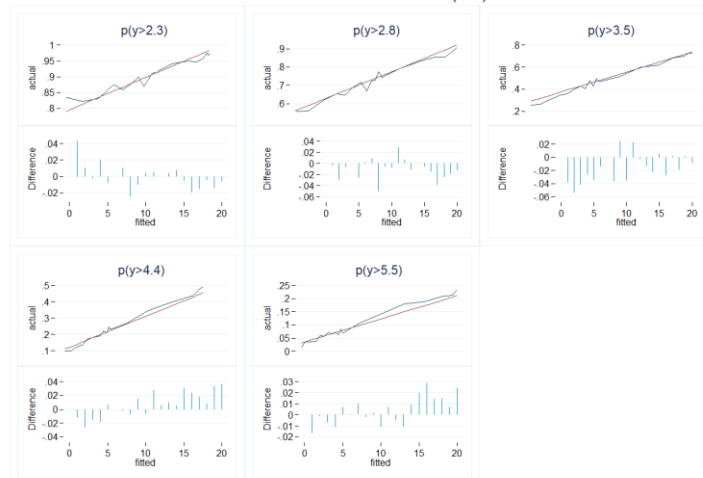 p(y>2.3)
actual
1
.95
.9
.85
.8
Difference
.04
.02
0
-.02
0 5 10 15 20
fitted
p(y>2.8)
actual
.9
.8
.7
.6
Difference
.04
.02
0
-.02
-.04
-.06
0 5 10 15 20
fitted
p(y>3.5)
actual
.8
.6
.4
.2
Difference
.02
0
-.02
-.04
-.06
0 5 10 15 20
fitted
p(y>4.4)
actual
.5
.4
.3
.2
.1
Difference
.04
.02
0
-.02
-.04
0 5 10 15 20
fitted
p(y>5.5)
actual
.25
.2
.15
.1
.05
0
Difference
.03
.02
.01
0
-.01
-.02
0 5 10 15 20
fitted